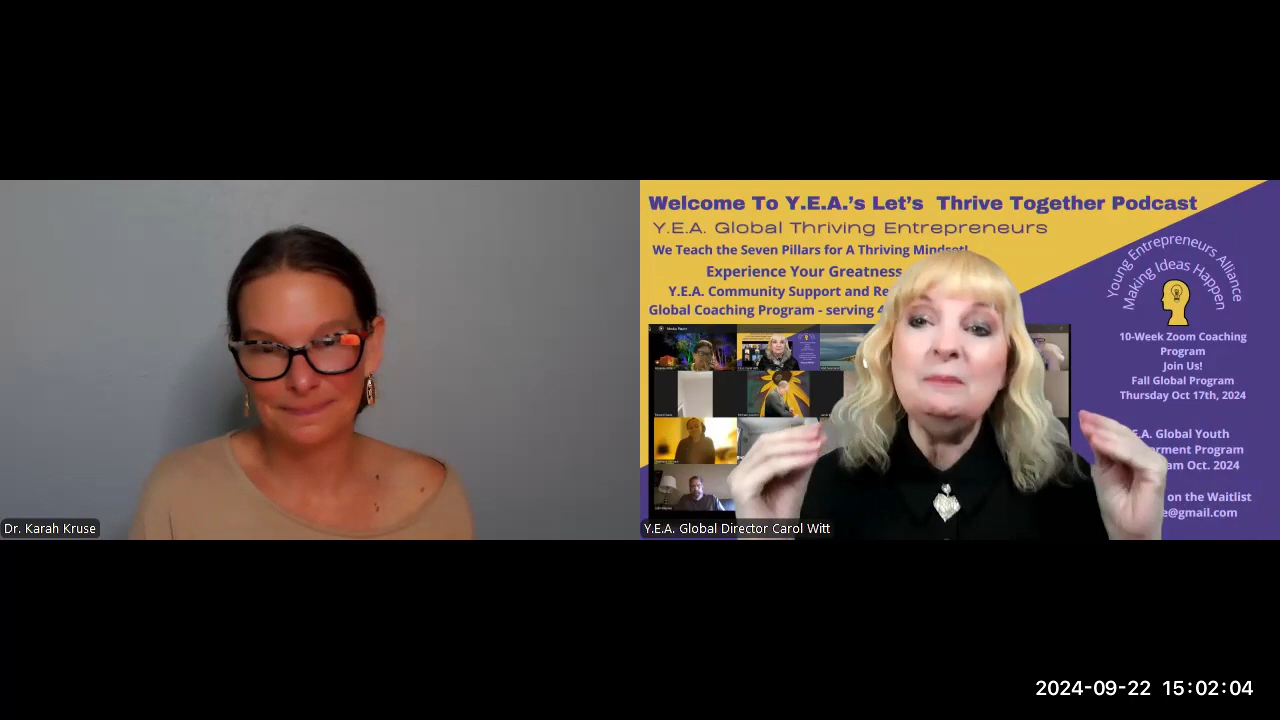 Welcome To Y.E.A.'s Let's Thrive Together Podcast
Y.E.A. Global Thriving Entrepreneurs
We Teach the Seven Pillars for A Thriving Mindset!
Experience Your Greatness
Y.E.A. Community Support and Re
Global Coaching Program - serving 4
Young Entrepreneurs Alliance
Making Ideas Happen
10-Week Zoom Coaching
Program
Join Us!
Fall Global Program
Thursday Oct 17th, 2024
E.A. Global Youth
Program
am Oct. 2024
on the Waitlist
e@gmail.com
Media Player
Dr. Karah Kruse
Y.E.A. Global Director Carol Witt
2024-09-22 15:02:04